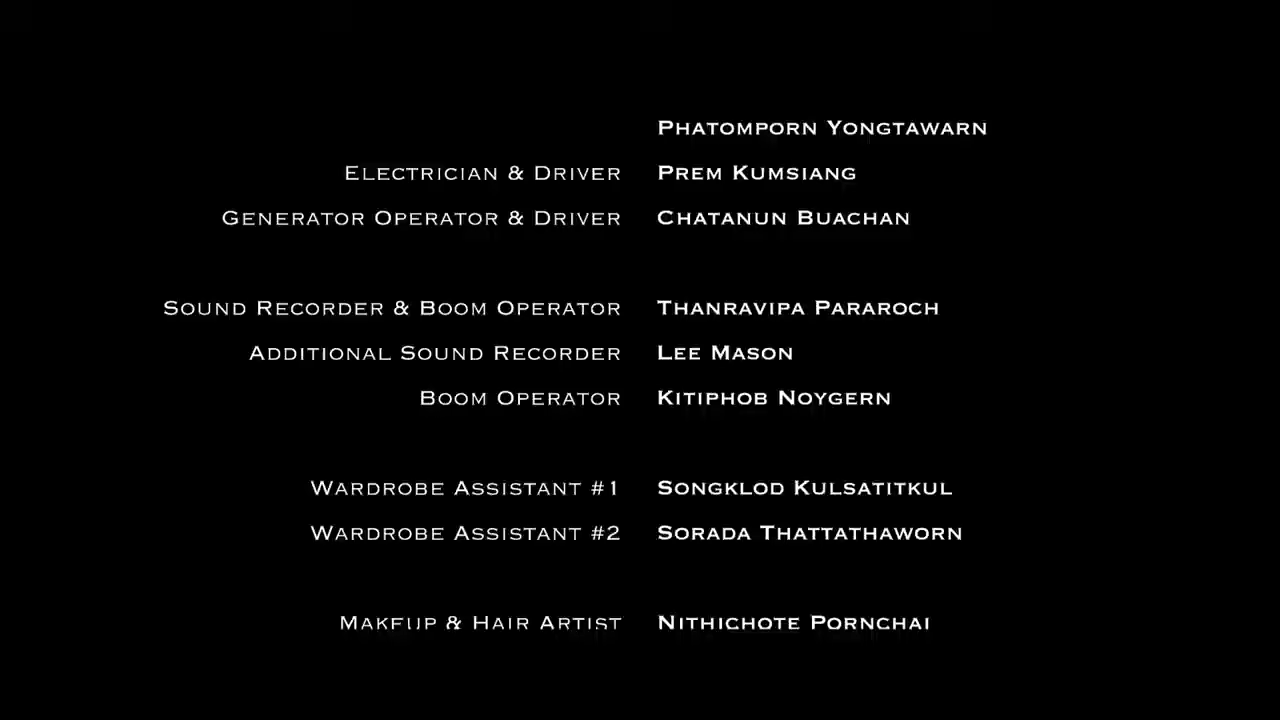 Phatomporn Yongtawarn
Electrician & Driver Prem Kumsiang
Generator Operator & Driver Chatanun Buachan
Sound Recorder & Boom Operator Thanravipa Pararoch
Additional Sound Recorder Lee Mason
Boom Operator Kitiphob Noygern
Wardrobe Assistant #1 Songklod Kulsatitkul
Wardrobe Assistant #2 Sorada Thattathaworn
Makeup & Hair Artist Nithichote Pornchai